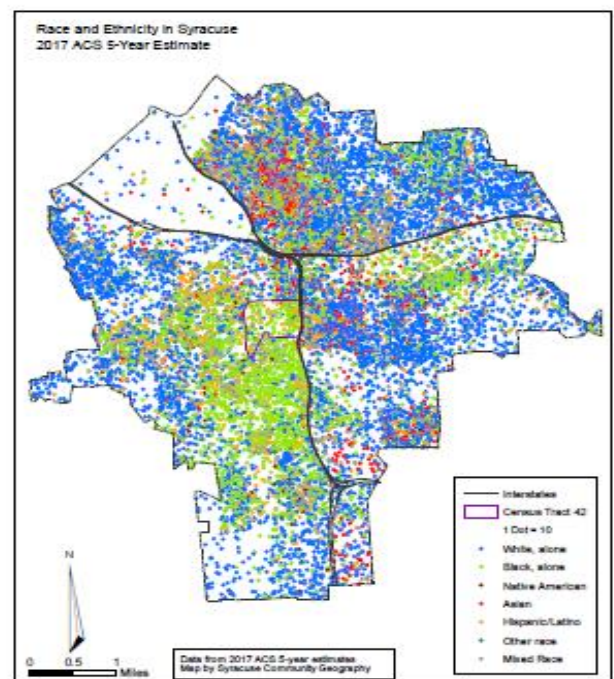 Race and Ethnicity in Syracuse
2017 ACS 5-Year Estimate
Interstates
Census Tract 42
1 Dot = 10
White, alone
Black, alone
Native American
Asian
Hispanic/Latino
Other race
Mixed Race
N
0 0.5 1
Miles
Data from 2017 ACS 5-year estimates
Map by Syracuse Community Geography